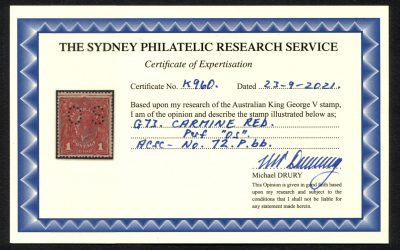 THE SYDNEY PHILATELIC RESEARCH SERVICE
Certificate of Expertisation
Certificate No. K960. Dated 23-9-2021.
Based upon my research of the Australian King George V stamp,
I am of the opinion and describe the stamp illustrated below as;
G73. CARMINE RED.
Perf "OS".
ACSC- No. 72.P.bb.
1 1
Michael DRURY
This Opinion is given in good faith based
upon my research and is subject to the
conditions that I shall not be liable for
any statement made herein.